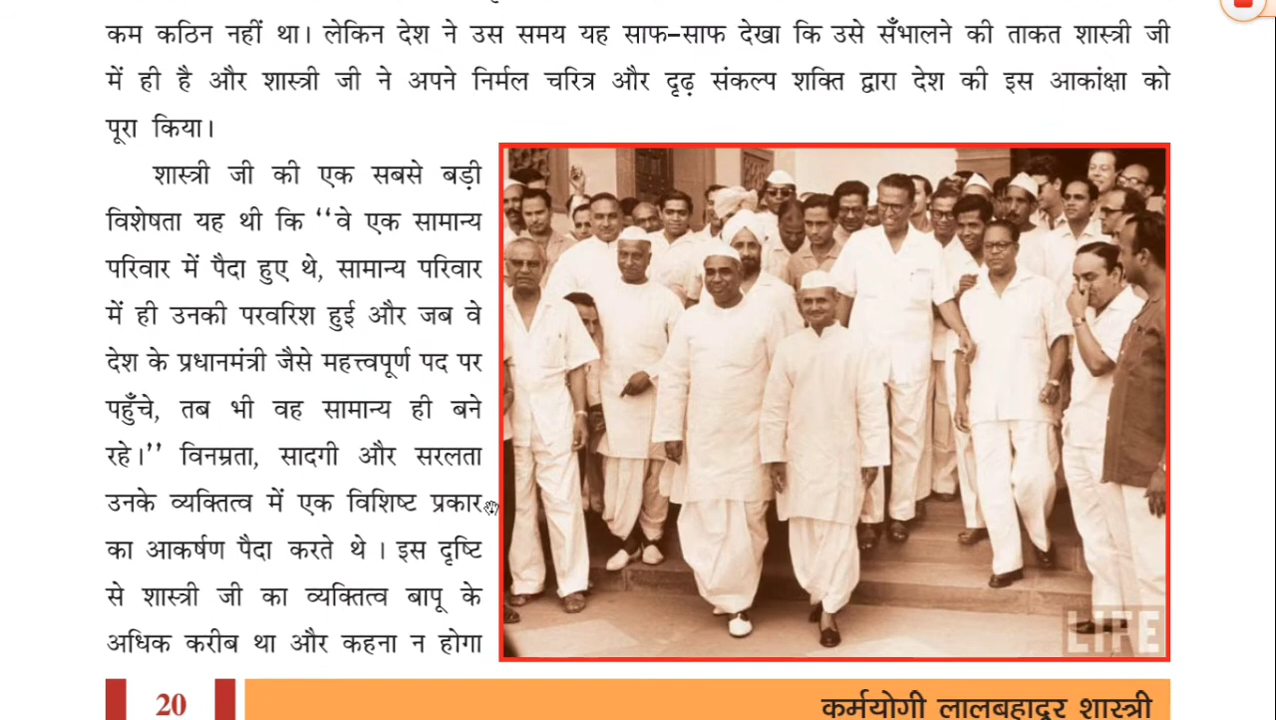 कम कठिन नहीं था। लेकिन देश ने उस समय यह साफ-साफ देखा कि उसे सँभालने की ताकत शास्त्री जी
में ही है और शास्त्री जी ने अपने निर्मल चरित्र और दृढ़ संकल्प शक्ति द्वारा देश की इस आकांक्षा को
पूरा किया।
शास्त्री जी की एक सबसे बड़ी
विशेषता यह थी कि ‘‘वे एक सामान्य
परिवार में पैदा हुए थे, सामान्य परिवार
में ही उनकी परवरिश हुई और जब वे
देश के प्रधानमंत्री जैसे महत्त्वपूर्ण पद पर
पहुँचे, तब भी वह सामान्य ही बने
रहे।’’ विनम्रता, सादगी और सरलता
उनके व्यक्तित्व में एक विशिष्ट प्रकार
का आकर्षण पैदा करते थे । इस दृष्टि
से शास्त्री जी का व्यक्तित्व बापू के
अधिक करीब था और कहना न होगा
LIFE
20
कर्मयोगी लालबहादुर शास्त्री